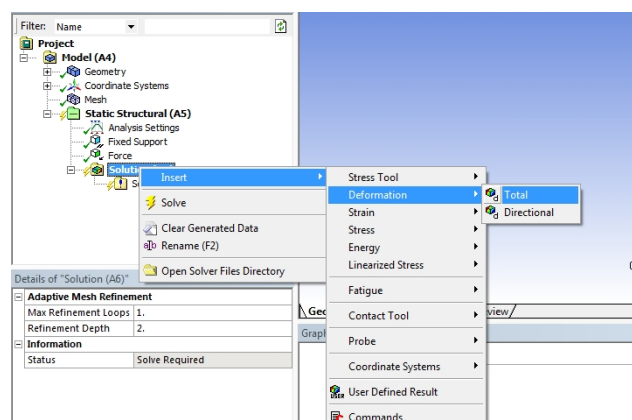 Filter: Name
Project
Model (A4)
Geometry
Coordinate Systems
Mesh
Static Structural (A5)
Analysis Settings
Fixed Support
Force
Insert
Solve
Clear Generated Data
Rename (F2)
Open Solver Files Directory
Stress Tool
Deformation
Strain
Stress
Energy
Linearized Stress
Fatigue
Contact Tool
Probe
Coordinate Systems
User Defined Result
Commands
Total
Directional
Details of "Solution (A6)"
Adaptive Mesh Refinement
Max Refinement Loops 1.
Refinement Depth 2.
Information
Status Solve Required